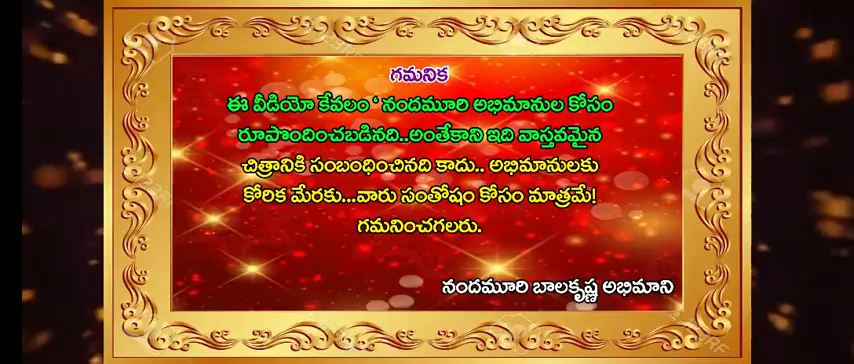 గమనిక
ఈ వీడియో కేవలం ‘ నందమూరి అభిమానుల కోసం
రూపొందించబడినది..అంతేకాని ఇది వాస్తవమైన
చిత్రానికి సంబంధించినది కాదు.. అభిమానులకు
కోరిక మేరకు...వారు సంతోషం కోసం మాత్రమే!
గమనించగలరు.
నందమూరి బాలకృష్ణ అభిమాని